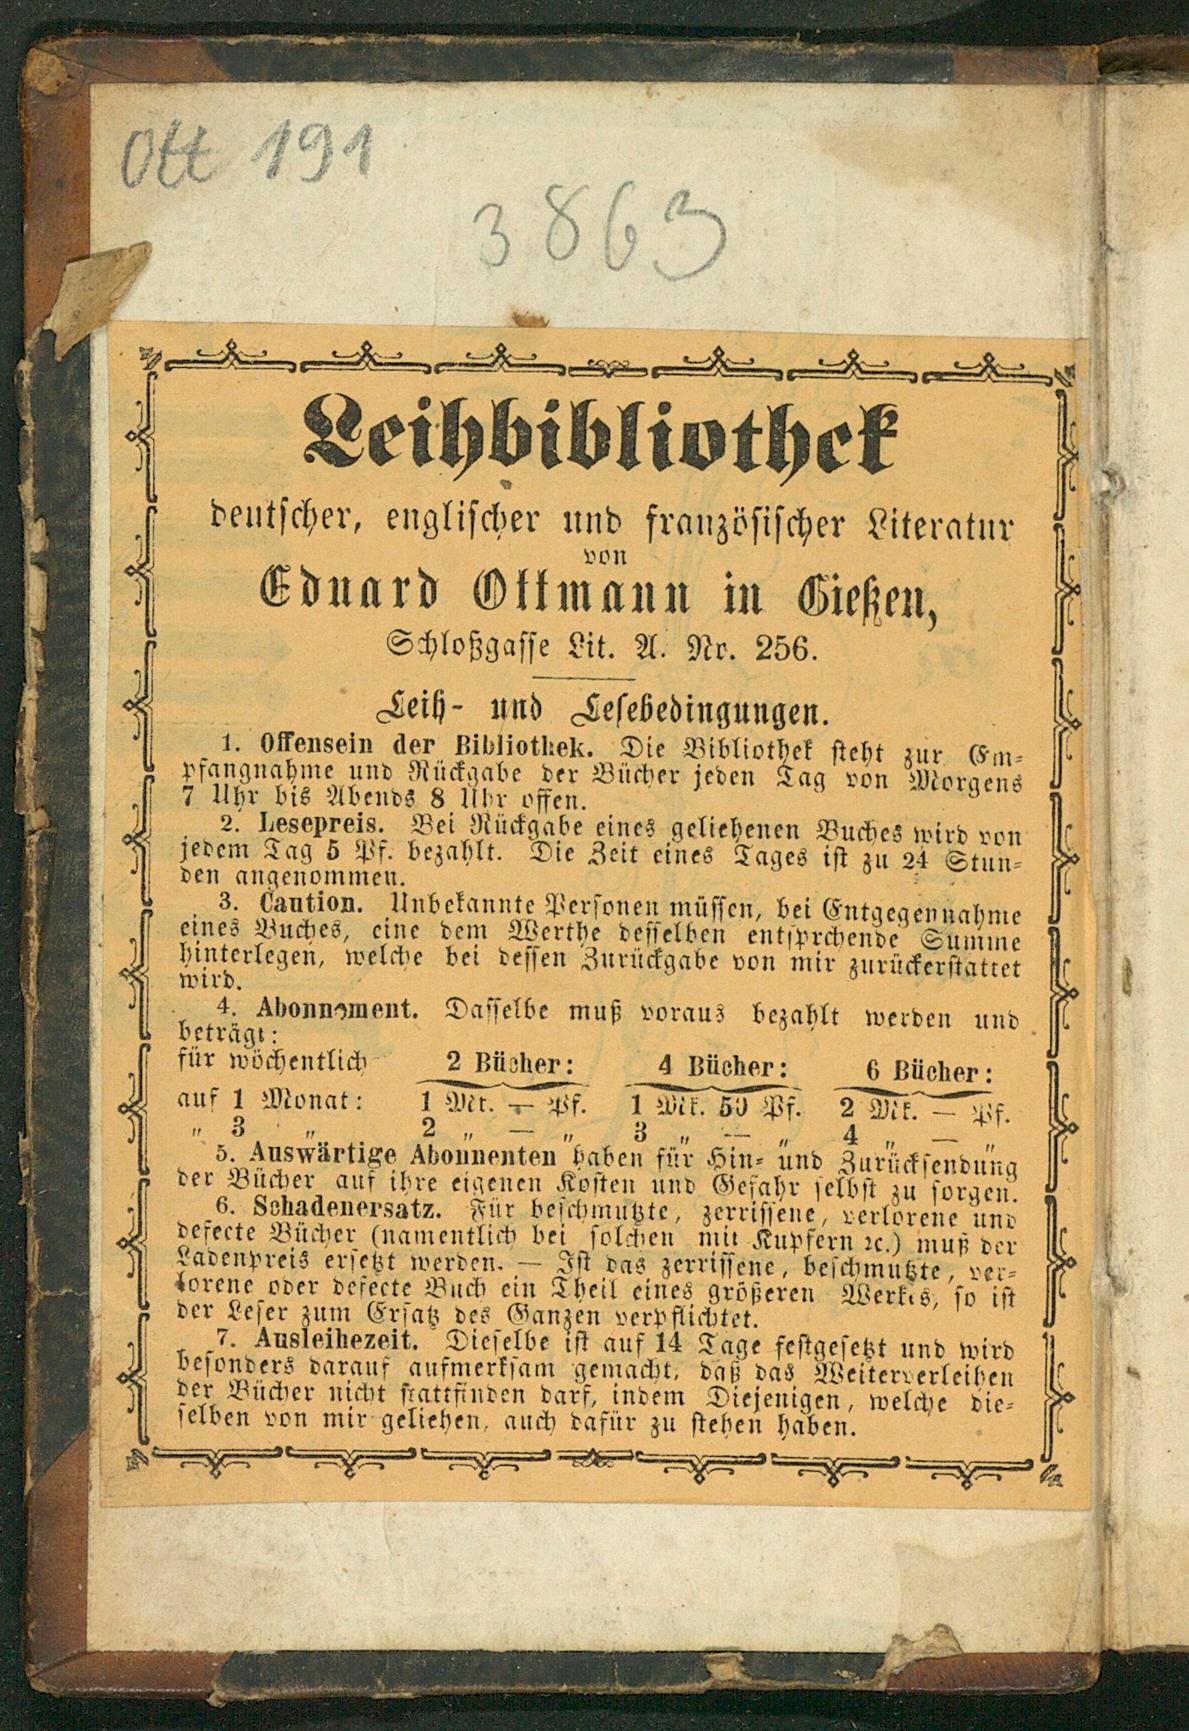 Ott 191
3863
Leihbibliothek
deutscher, englischer und französischer Literatur
von
Eduard Ottmann in Gießen,
Schloßgasse Lit. A. Nr. 256.
Leih- und Lesebedingungen.
1. Offensein der Bibliothek. Die Bibliothek steht zur Em-
pfangnahme und Rückgabe der Bücher jeden Tag von Morgens
7 Uhr bis Abends 8 Uhr offen.
2. Lesepreis. Bei Rückgabe eines geliehenen Buches wird von
jedem Tag 5 Pf. bezahlt. Die Zeit eines Tages ist zu 24 Stun-
den angenommen.
3. Caution. Unbekannte Personen müssen, bei Entgegennahme
eines Buches, eine dem Werthe desselben entsprchende Summe
hinterlegen, welche bei dessen Zurückgabe von mir zurückerstattet
wird.
4. Abonnement. Dasselbe muß voraus bezahlt werden und
beträgt:
für wöchentlich 2 Bücher: 4 Bücher: 6 Bücher:
auf 1 Monat: 1 Mk. — Pf. 1 Mk. 50 Pf. 2 Mk. — Pf.
„ 3 „ 2 „ — „ 3 „ — „ 4 „ — „
5. Auswärtige Abonnenten haben für Hin- und Zurücksendung
der Bücher auf ihre eigenen Kosten und Gefahr selbst zu sorgen.
6. Schadenersatz. Für beschmutzte, zerrissene, verlorene und
defecte Bücher (namentlich bei solchen mit Kupfern ꝛc.) muß der
Ladenpreis ersetzt werden. — Ist das zerrissene, beschmutzte, ver-
lorene oder defecte Buch ein Theil eines größeren Werkes, so ist
der Leser zum Ersatz des Ganzen verpflichtet.
7. Ausleihezeit. Dieselbe ist auf 14 Tage festgesetzt und wird
besonders darauf aufmerksam gemacht, daß das Weiterverleihen
der Bücher nicht stattfinden darf, indem Diejenigen, welche die-
selben von mir geliehen, auch dafür zu stehen haben.